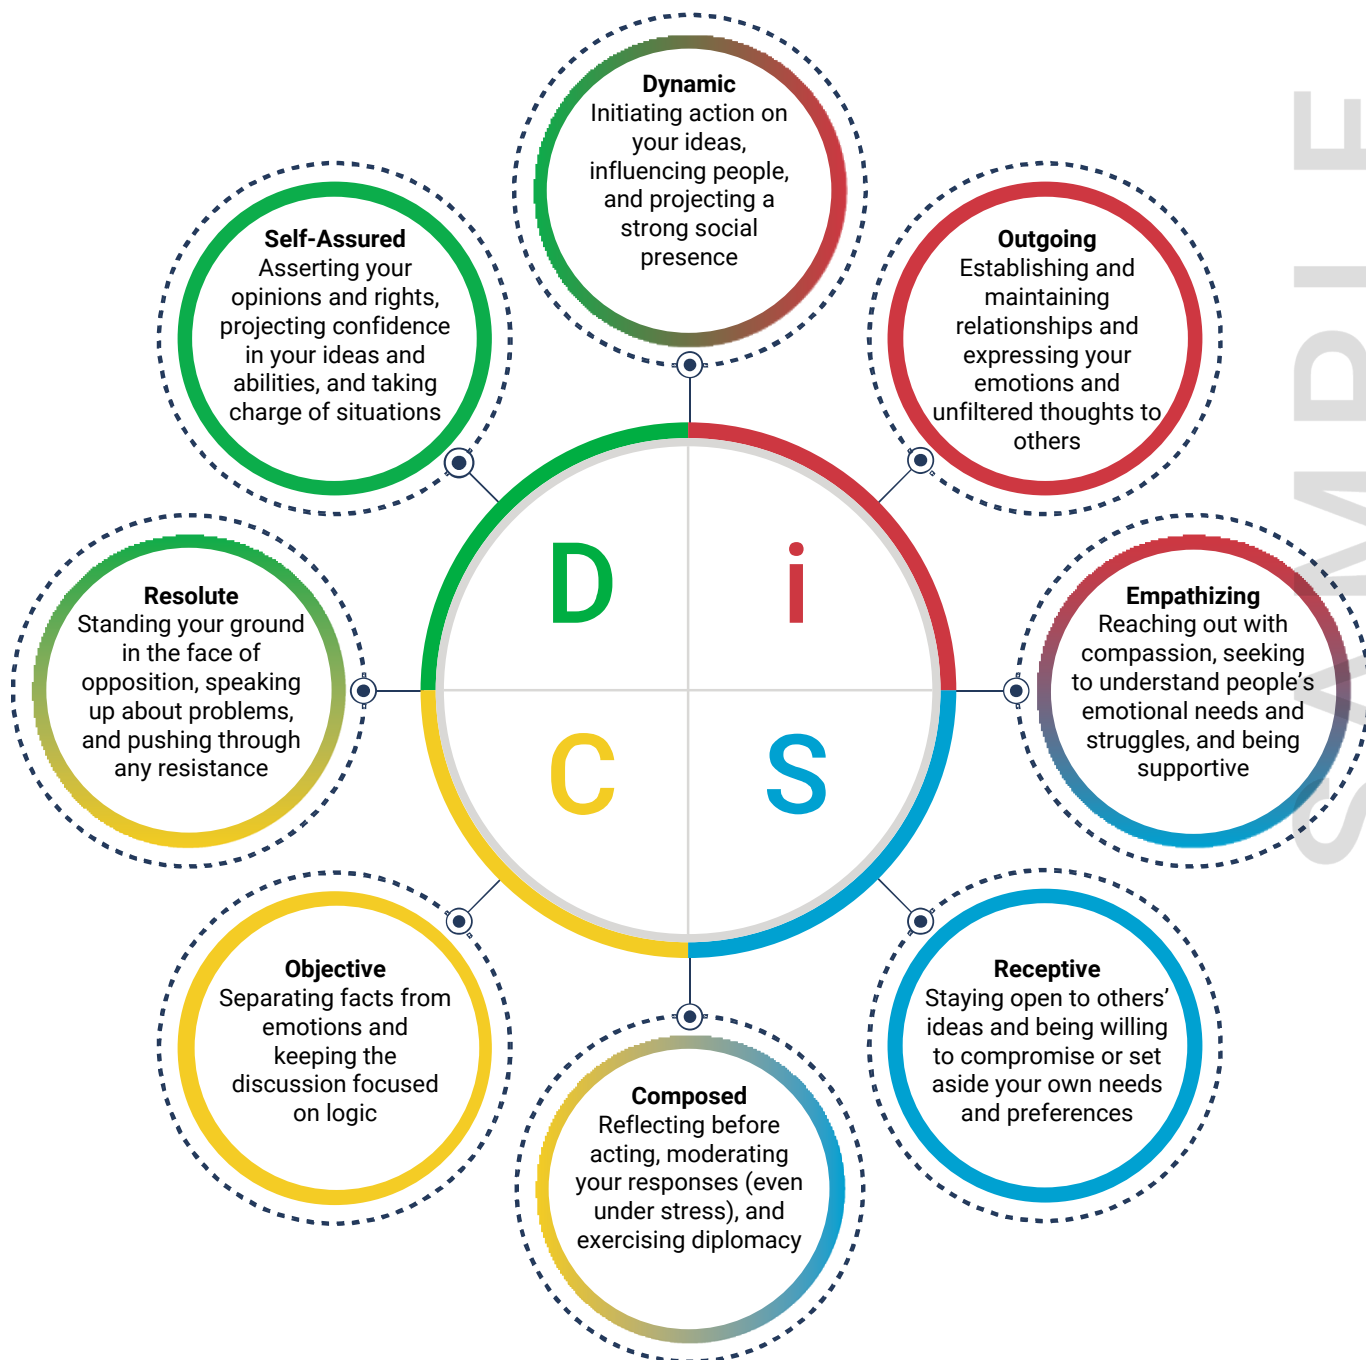 Dynamic
Initiating action on
your ideas,
influencing people,
and projecting a
strong social
presence
Self-Assured
Asserting your
opinions and rights,
projecting confidence
in your ideas and
abilities, and taking
charge of situations
Outgoing
Establishing and
maintaining
relationships and
expressing your
emotions and
unfiltered thoughts to
others
Resolute
Standing your ground
in the face of
opposition, speaking
up about problems,
and pushing through
any resistance
D
i
C
S
Empathizing
Reaching out with
compassion, seeking
to understand people's
emotional needs and
struggles, and being
supportive
Objective
Separating facts from
emotions and
keeping the
discussion focused
on logic
Composed
Reflecting before
acting, moderating
your responses (even
under stress), and
exercising diplomacy
Receptive
Staying open to others'
ideas and being willing
to compromise or set
aside your own needs
and preferences
SAMPLE